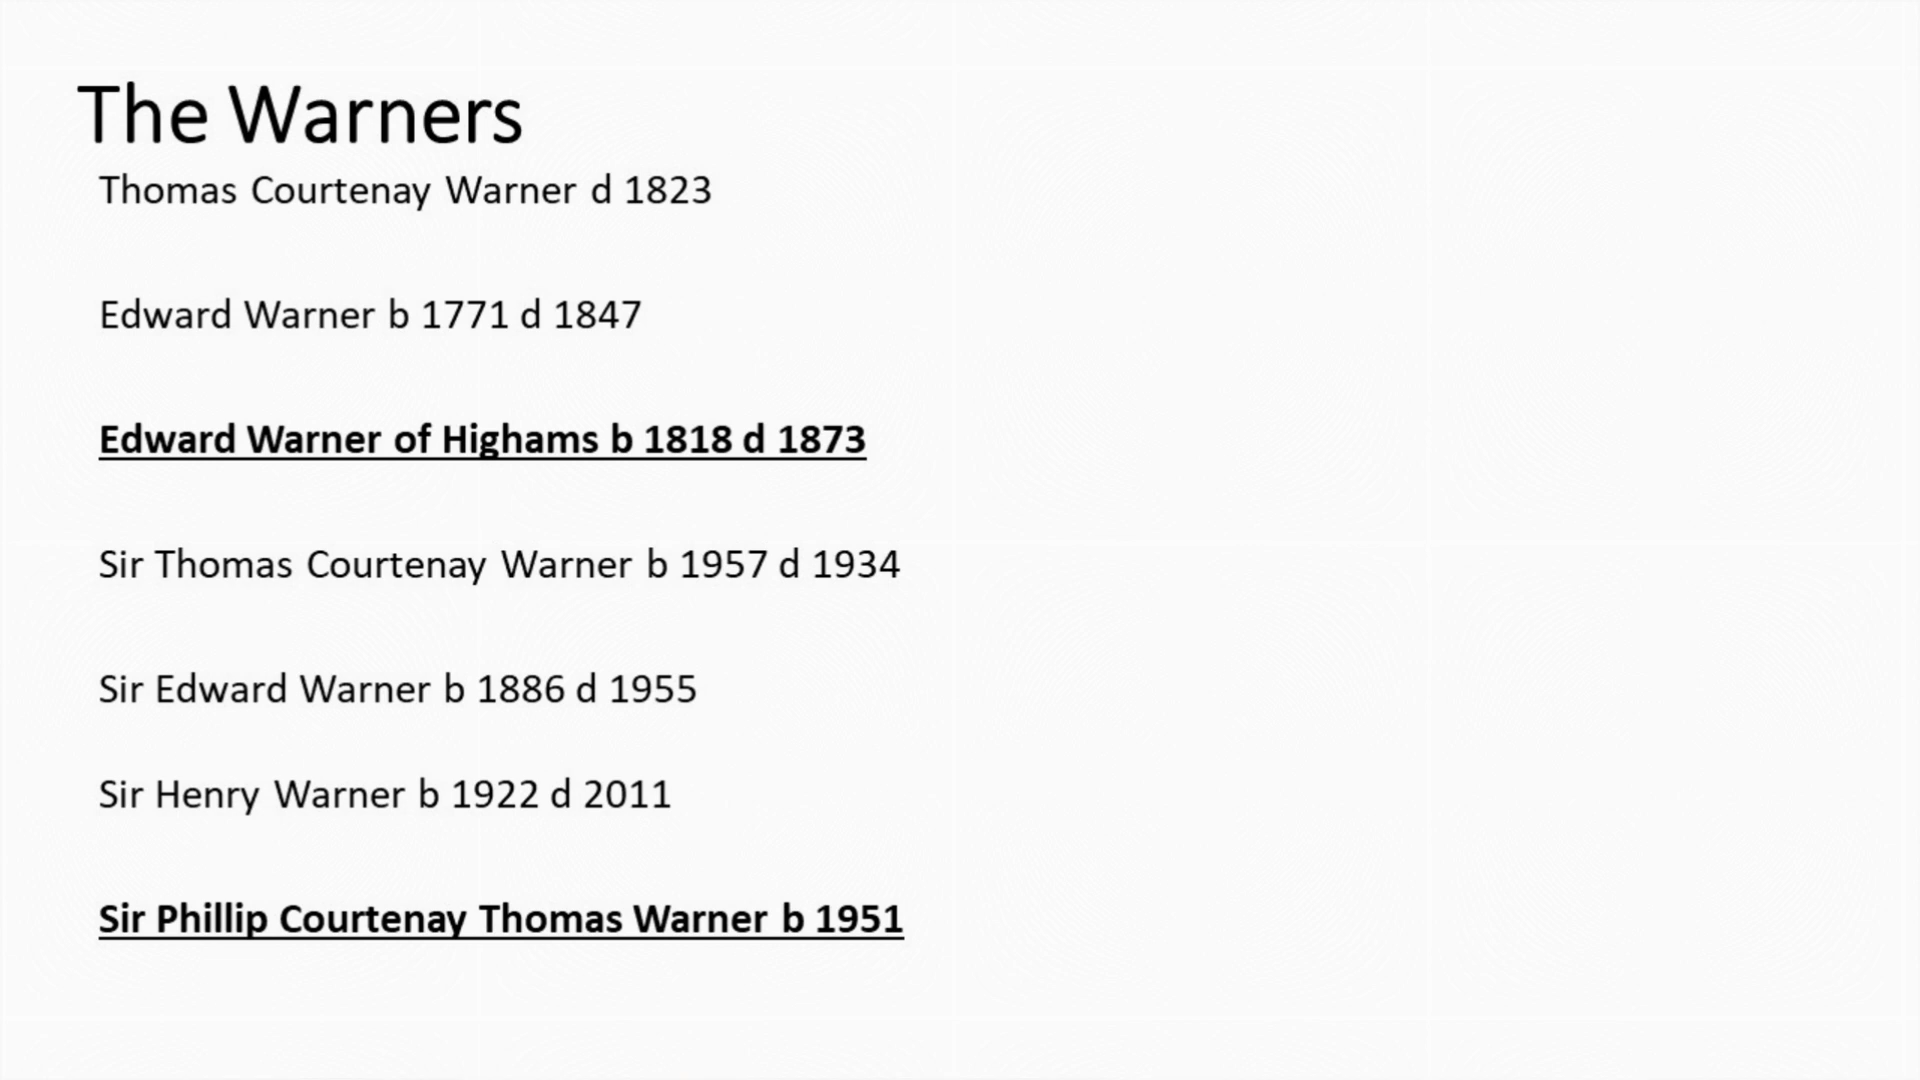 The Warners
Thomas Courtenay Warner d 1823
Edward Warner b 1771 d 1847
Edward Warner of Highams b 1818 d 1873
Sir Thomas Courtenay Warner b 1957 d 1934
Sir Edward Warner b 1886 d 1955
Sir Henry Warner b 1922 d 2011
Sir Phillip Courtenay Thomas Warner b 1951